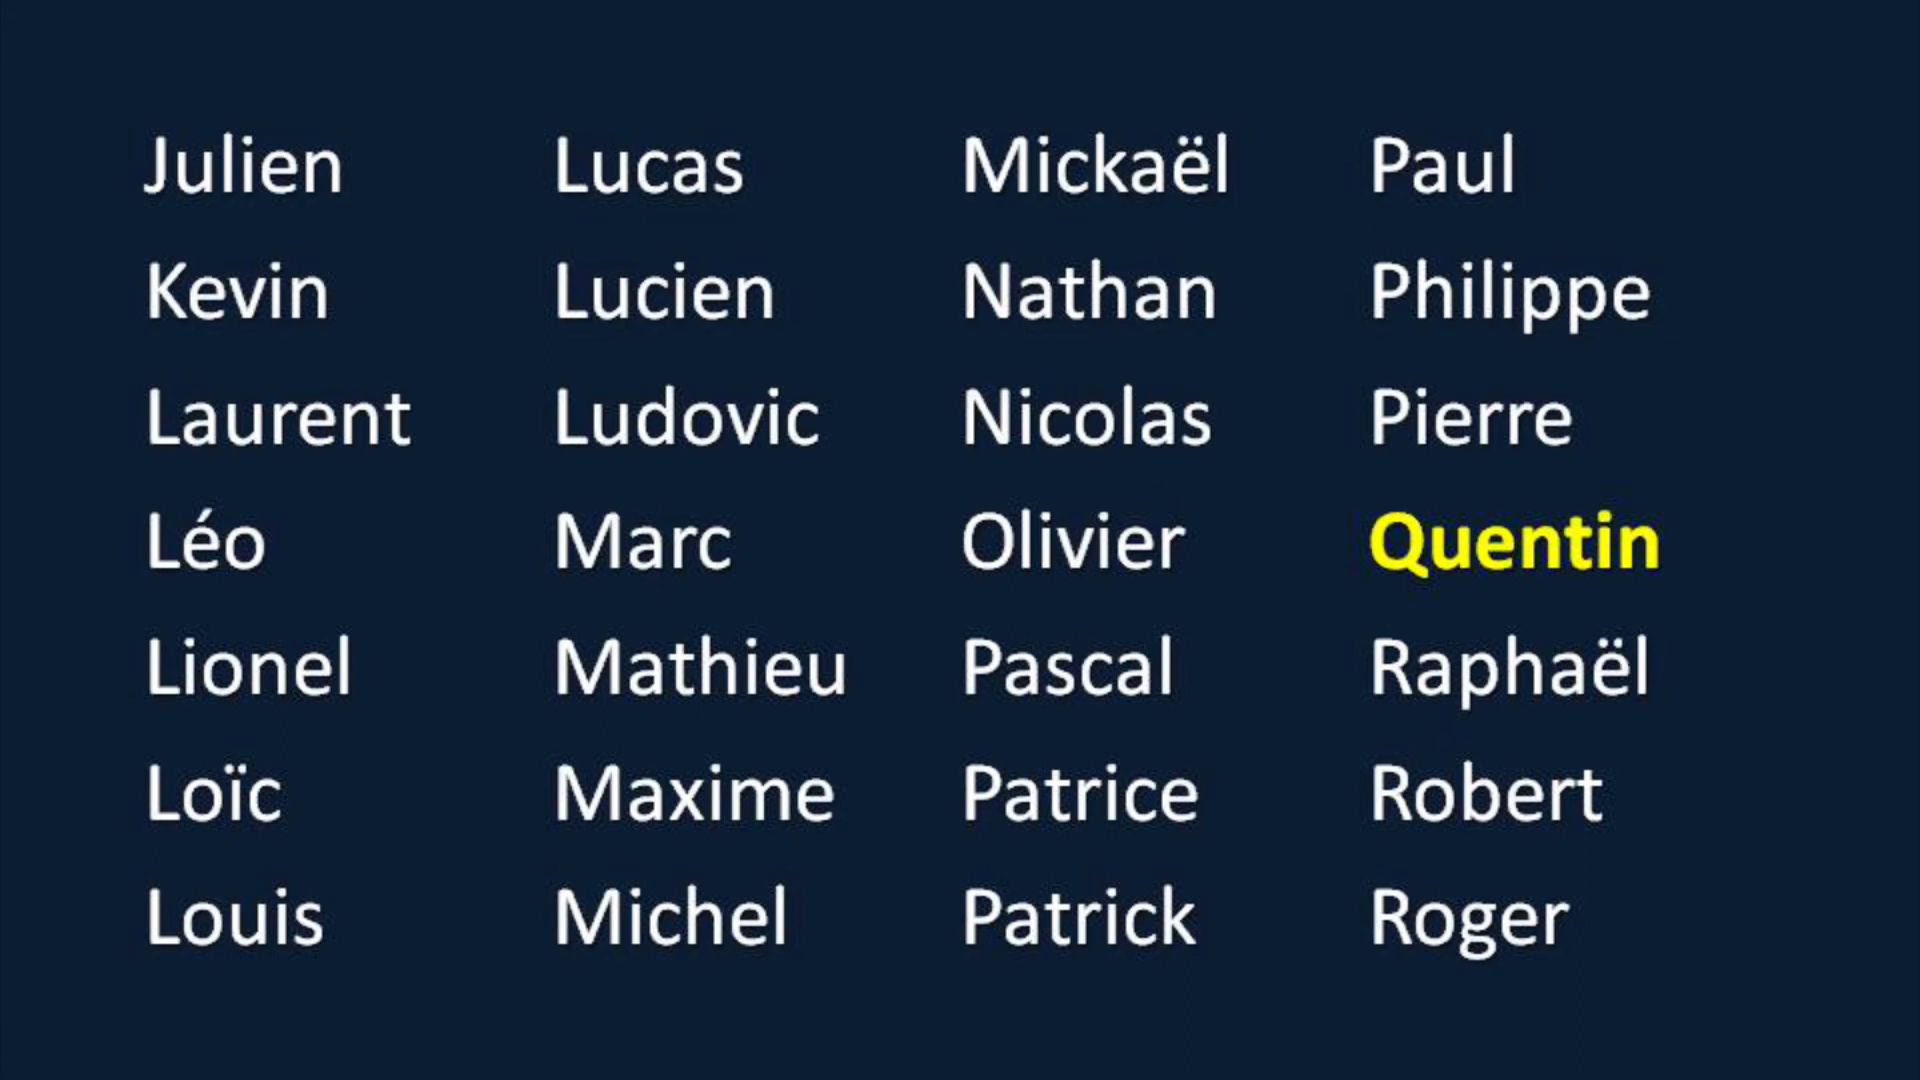 Julien
Kevin
Laurent
Léo
Lionel
Loïc
Louis
Lucas
Lucien
Ludovic
Marc
Mathieu
Maxime
Michel
Mickaël
Nathan
Nicolas
Olivier
Pascal
Patrice
Patrick
Paul
Philippe
Pierre
Quentin
Raphaël
Robert
Roger